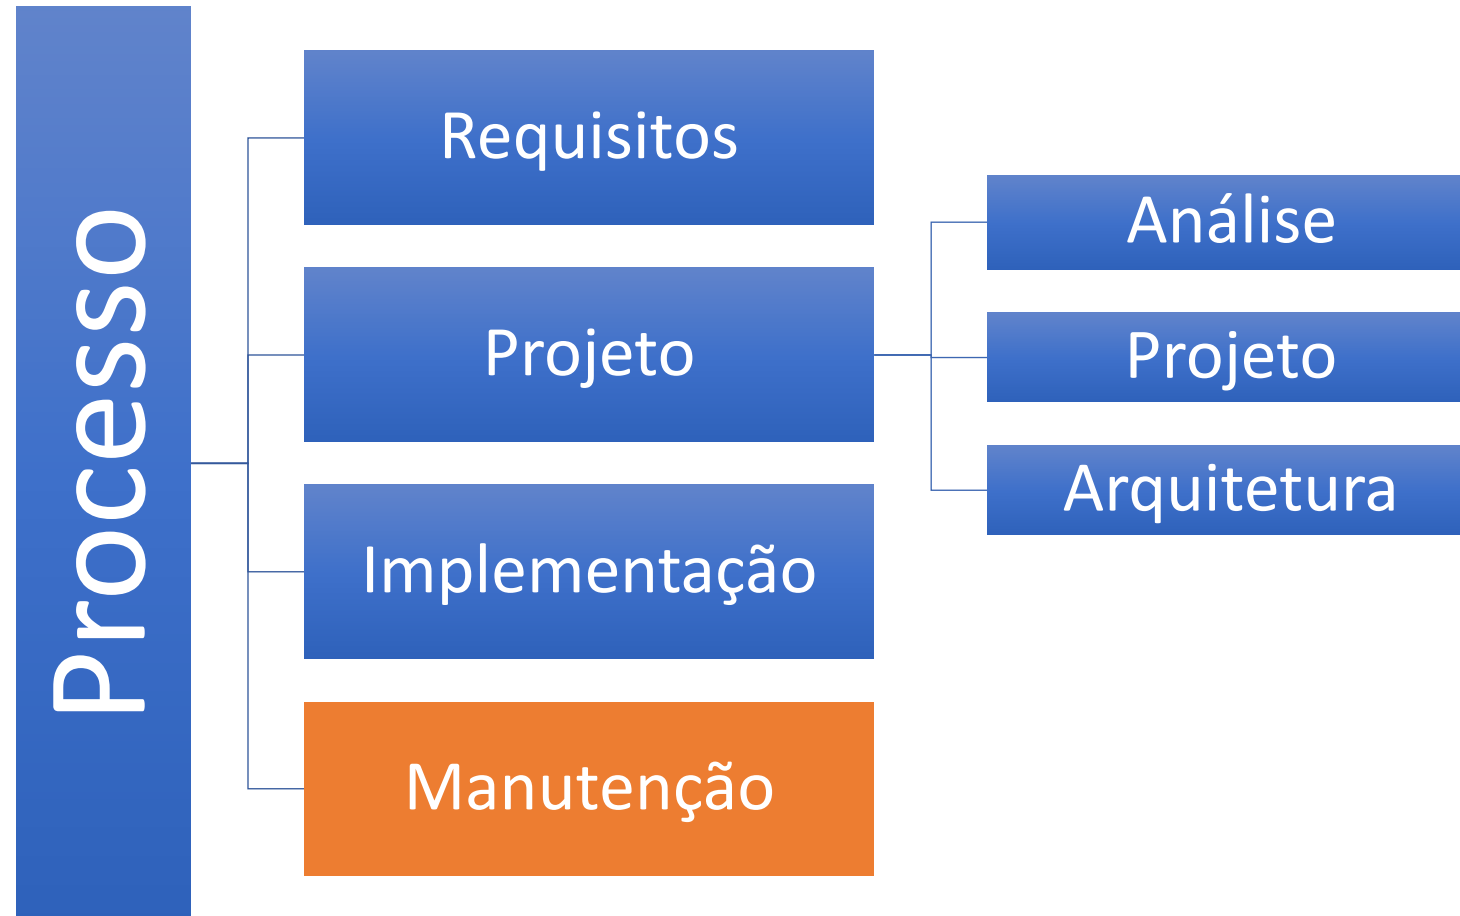 Processo
Requisitos
Projeto
Análise
Projeto
Arquitetura
Implementação
Manutenção